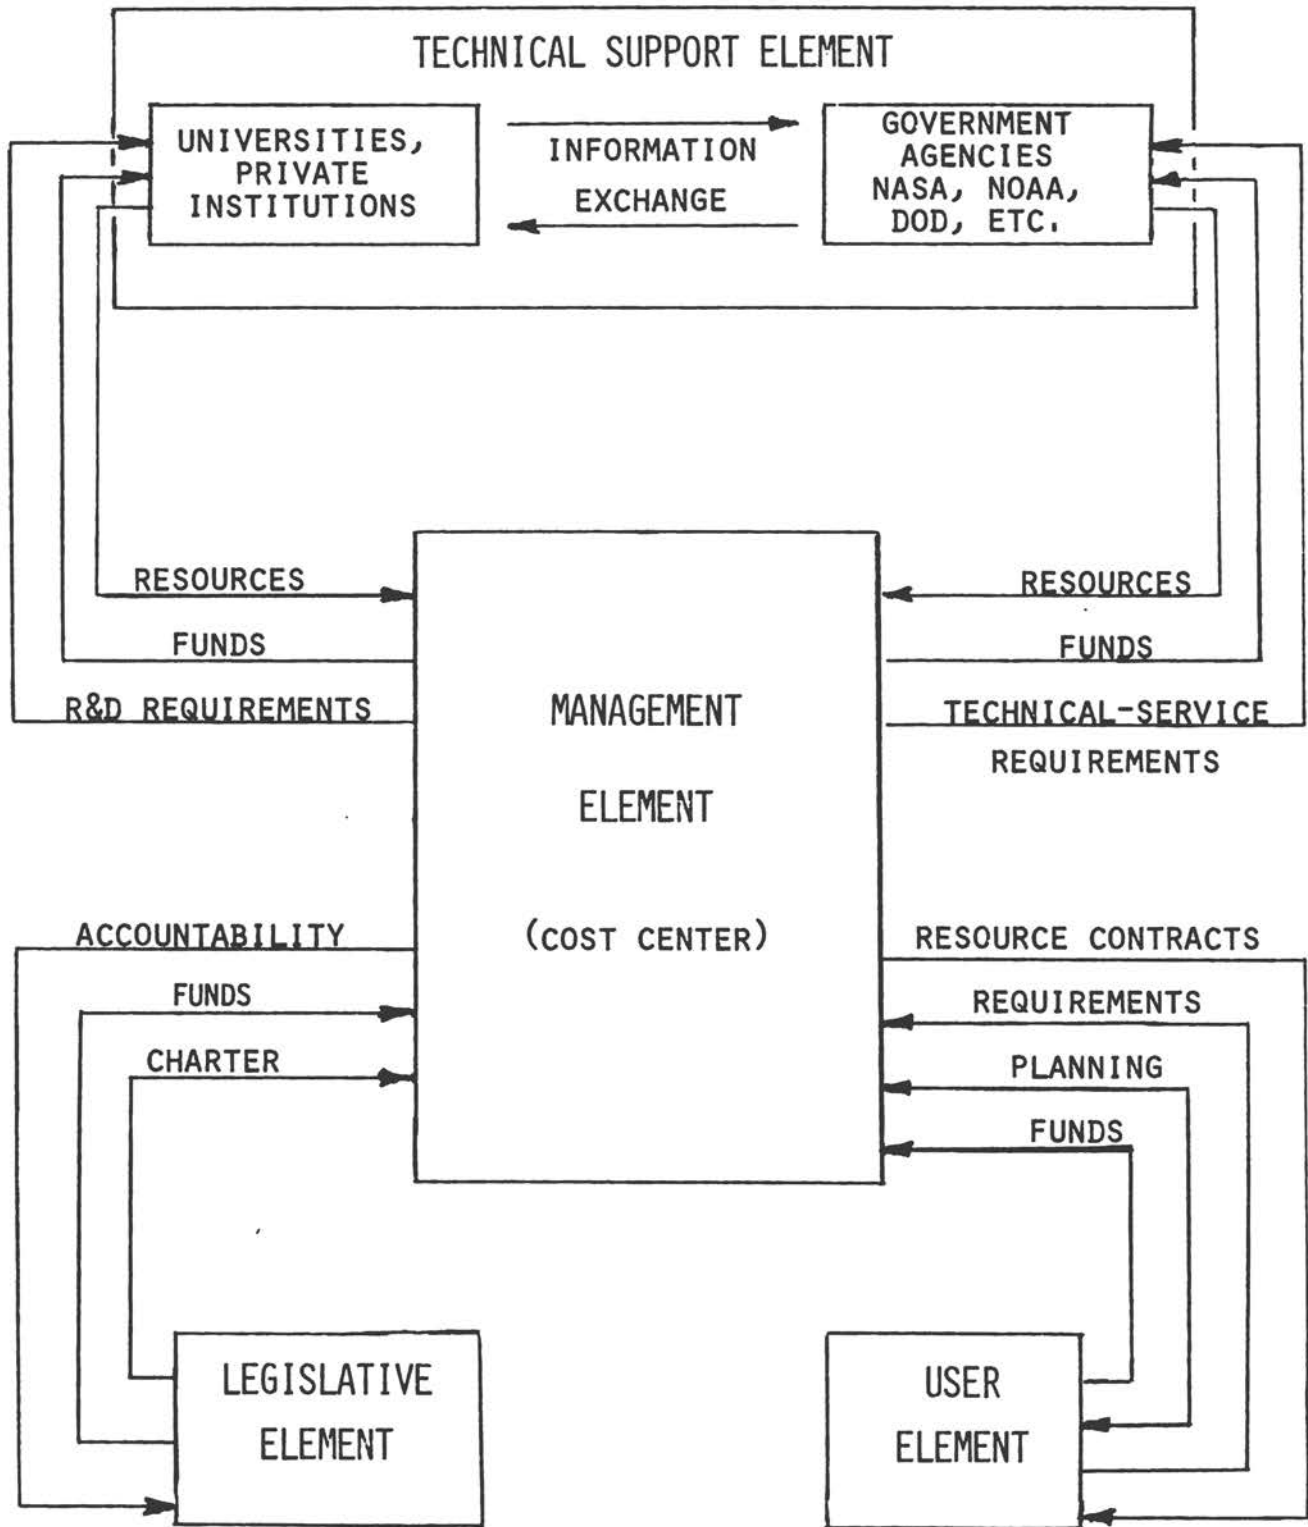 TECHNICAL SUPPORT ELEMENT
UNIVERSITIES,
PRIVATE
INSTITUTIONS
INFORMATION
EXCHANGE
GOVERNMENT
AGENCIES
NASA, NOAA,
DOD, ETC.
RESOURCES
FUNDS
R&D REQUIREMENTS
RESOURCES
FUNDS
TECHNICAL-SERVICE
REQUIREMENTS
MANAGEMENT
ELEMENT
(COST CENTER)
ACCOUNTABILITY
FUNDS
CHARTER
RESOURCE CONTRACTS
REQUIREMENTS
PLANNING
FUNDS
LEGISLATIVE
ELEMENT
USER
ELEMENT